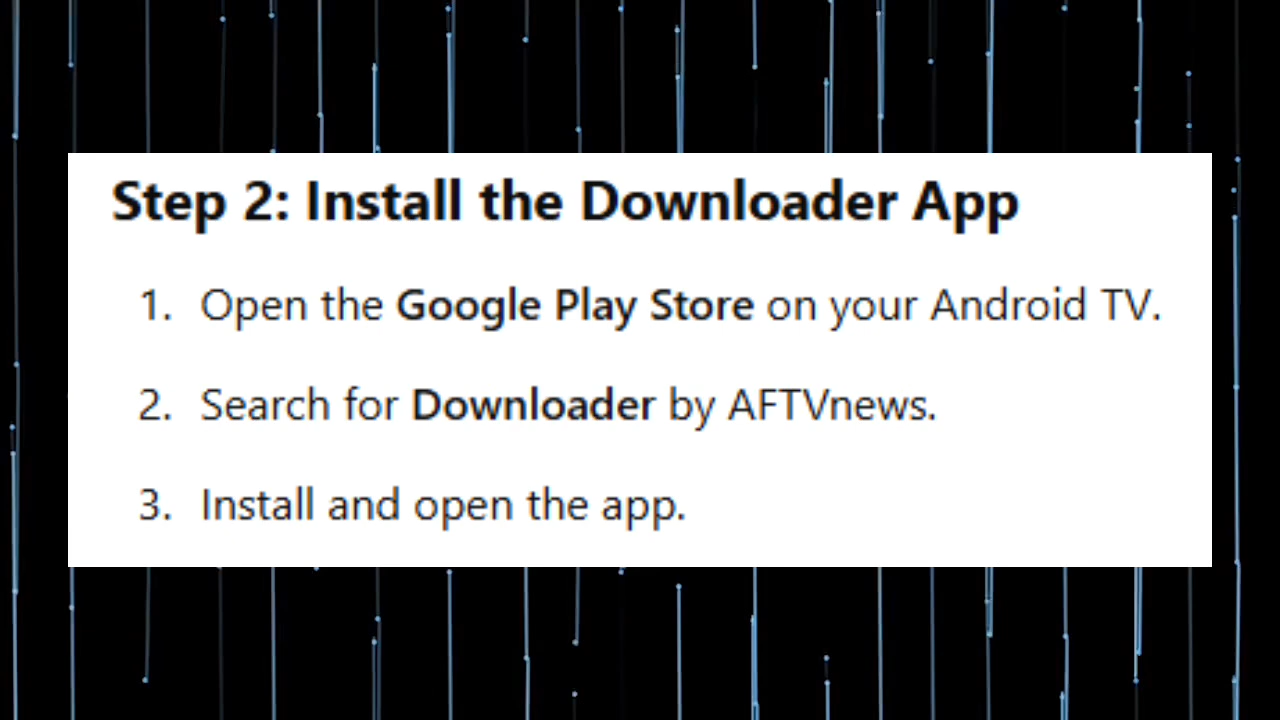 Step 2: Install the Downloader App
1. Open the Google Play Store on your Android TV.
2. Search for Downloader by AFTVnews.
3. Install and open the app.